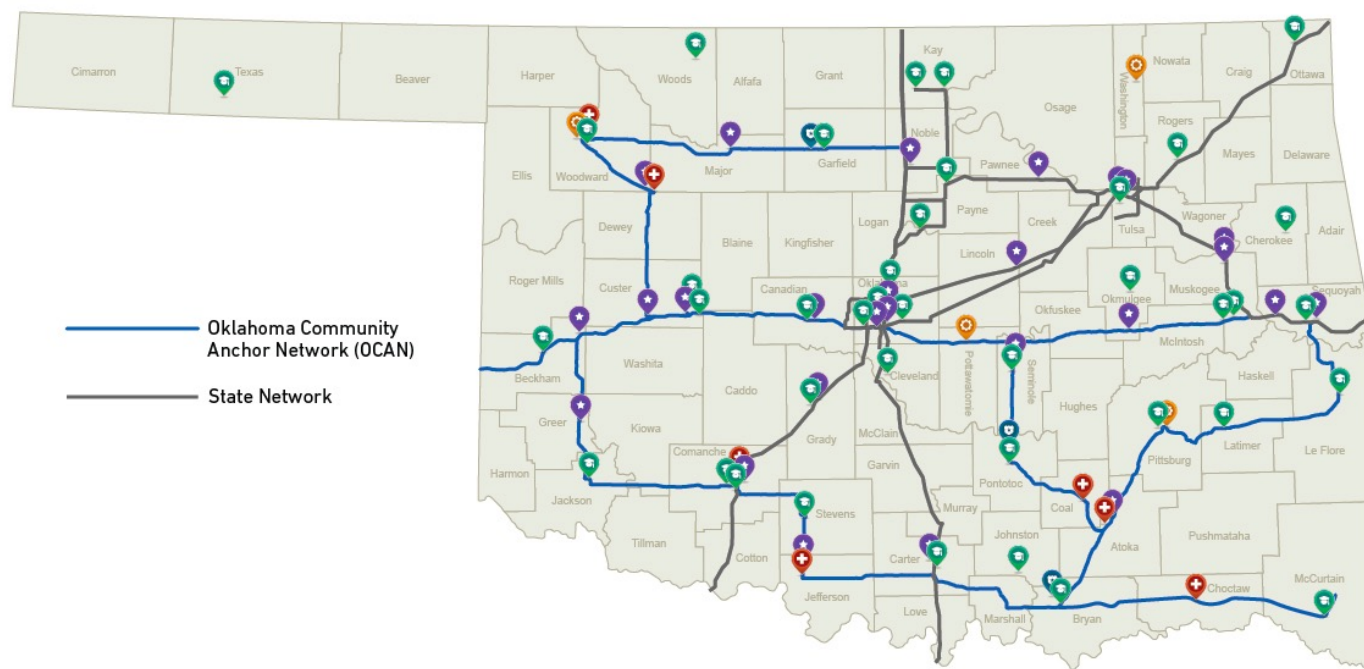 Cimarron
Texas
Beaver
Harper
Woods
Alfafa
Grant
Kay
Osage
Washington
Nowata
Craig
Ottawa
Ellis
Woodward
Major
Garfield
Noble
Pawnee
Rogers
Mayes
Delaware
Dewey
Blaine
Kingfisher
Logan
Payne
Creek
Tulsa
Wagoner
Cherokee
Adair
Roger Mills
Custer
Canadian
Lincoln
Okfuskee
Okmulgee
Muskogee
Sequoyah
Oklahoma Community
Anchor Network (OCAN)
State Network
Beckham
Washita
Caddo
Cleveland
Pottawatomie
Seminole
Hughes
McIntosh
Haskell
Greer
Kiowa
Grady
McClain
Pittsburg
Latimer
Le Flore
Harmon
Jackson
Comanche
Garvin
Pontotoc
Coal
Tillman
Cotton
Stevens
Murray
Johnston
Atoka
Pushmataha
Carter
Jefferson
Love
Marshall
Bryan
Choctaw
McCurtain